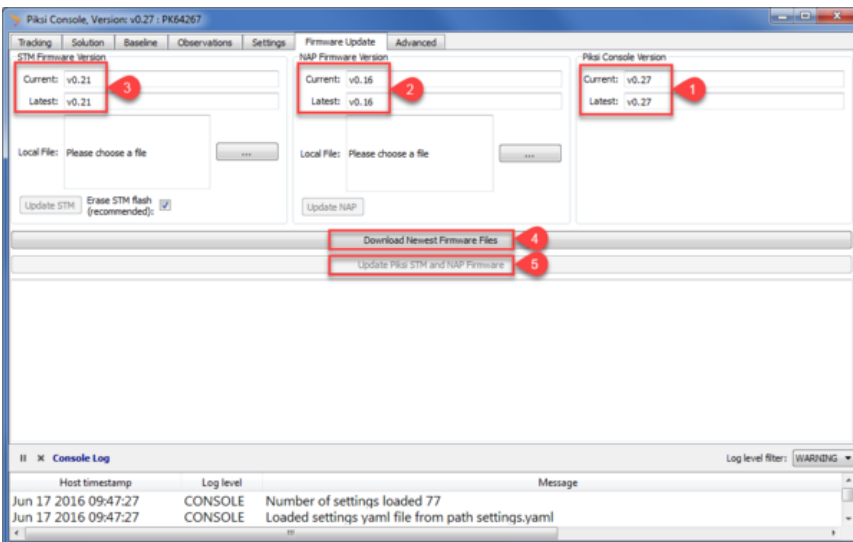 Piksi Console, Version: v0.27 : PK64267
Tracking Solution Baseline Observations Settings Firmware Update Advanced
STM Firmware Version NAP Firmware Version Piksi Console Version
Current: v0.21 Current: v0.16 Current: v0.27
3 2 1
Latest: v0.21 Latest: v0.16 Latest: v0.27
Local File: Please choose a file ... Local File: Please choose a file ...
Update STM Erase STM flash (recommended): Update NAP
Download Newest Firmware Files 4
Update Piksi STM and NAP Firmware 5
Console Log Log level filter: WARNING
Host timestamp Log level Message
Jun 17 2016 09:47:27 CONSOLE Number of settings loaded 77
Jun 17 2016 09:47:27 CONSOLE Loaded settings yaml file from path settings.yaml